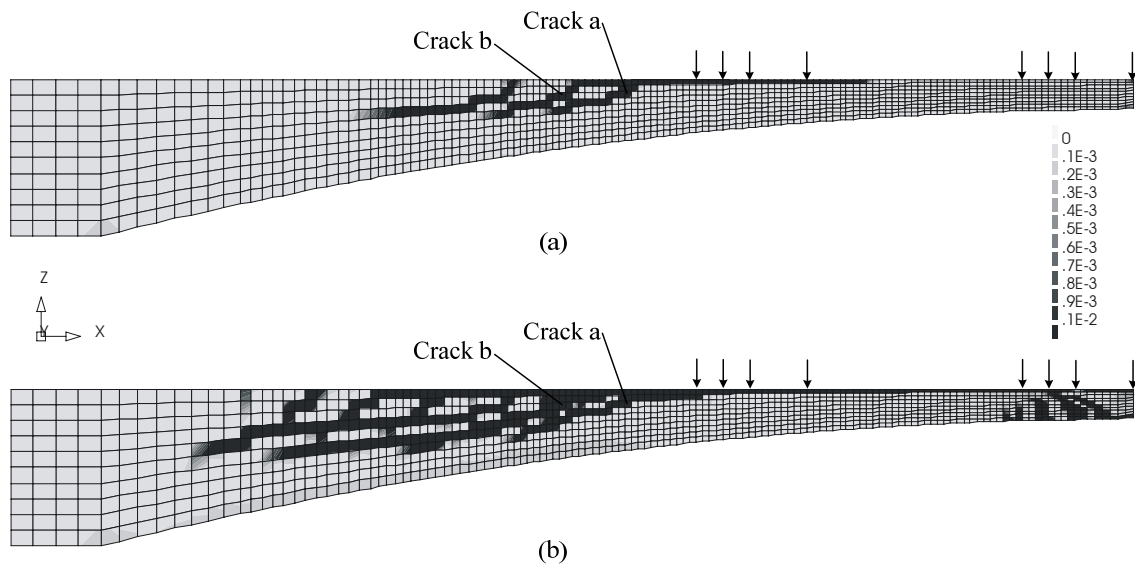 Crack a
Crack b
(a)
0
.1E-3
.2E-3
.3E-3
.4E-3
.5E-3
.6E-3
.7E-3
.8E-3
.9E-3
.1E-2
Z
Y
X
Crack a
Crack b
(b)